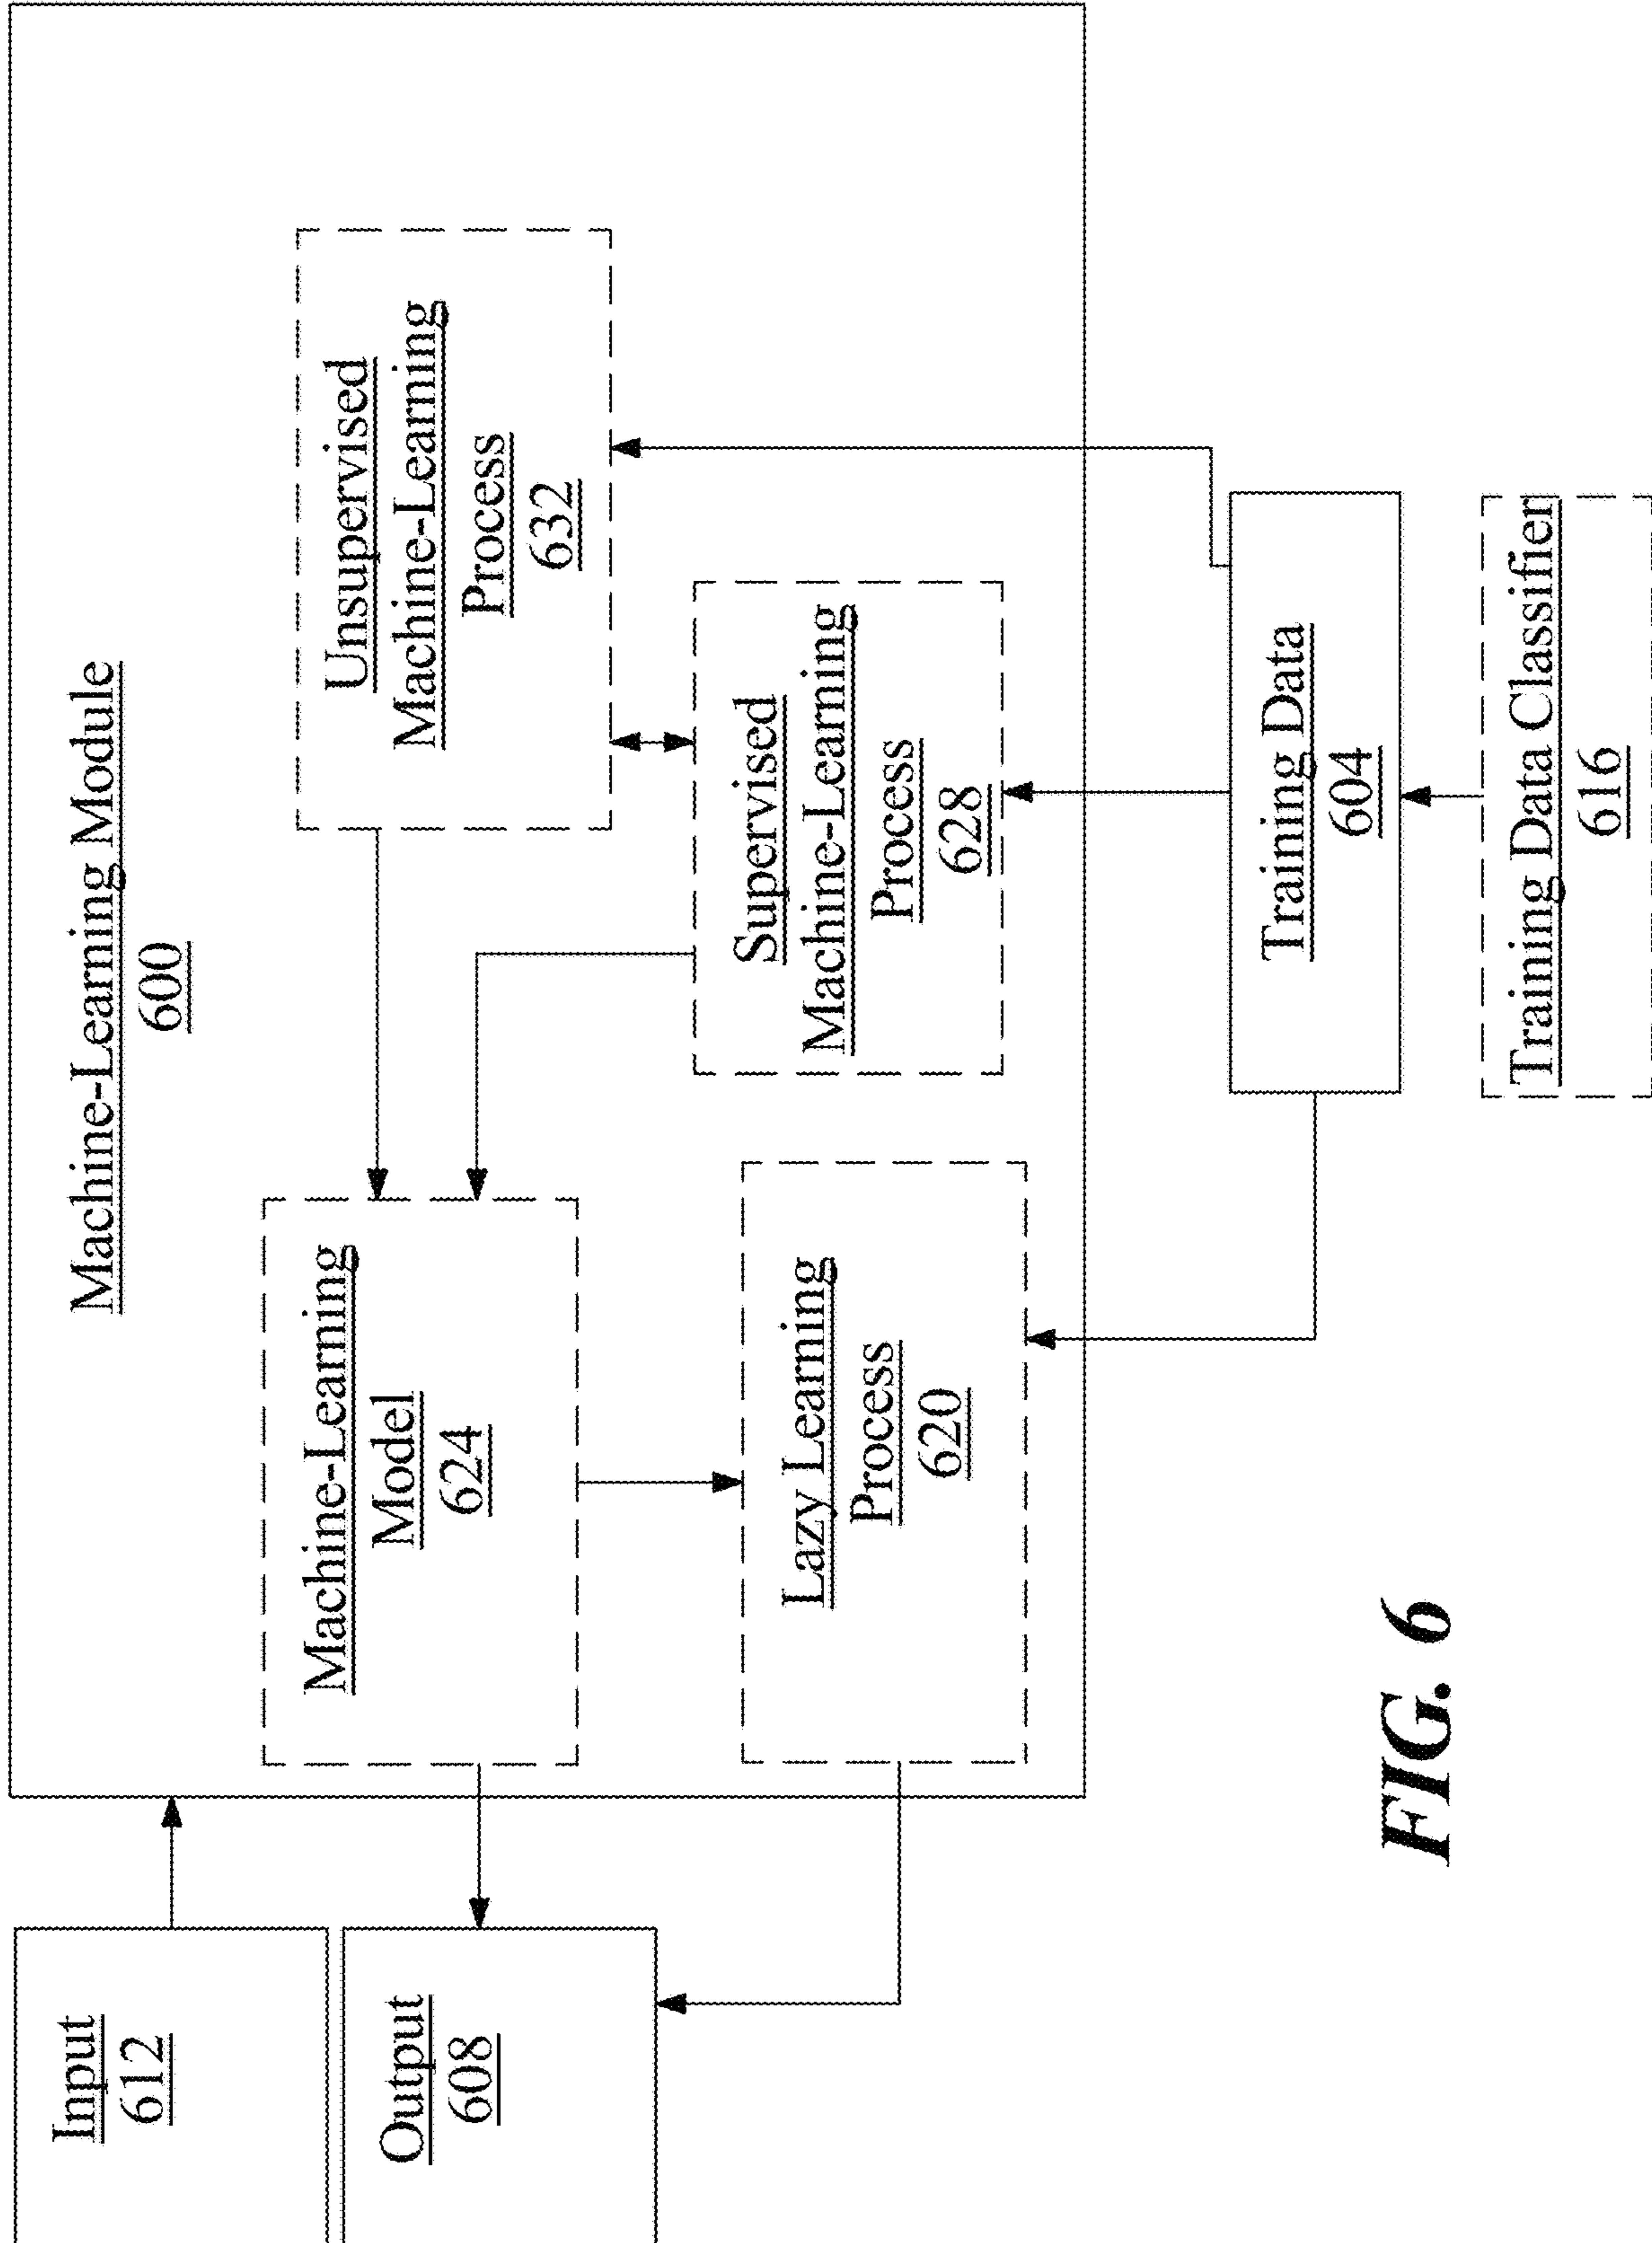 Machine-Learning Module
600
Input
612
Output
608
Machine-Learning
Model
624
Unsupervised
Machine-Learning
Process
632
Lazy Learning
Process
620
Supervised
Machine-Learning
Process
628
Training Data
604
Training Data Classifier
616
FIG. 6